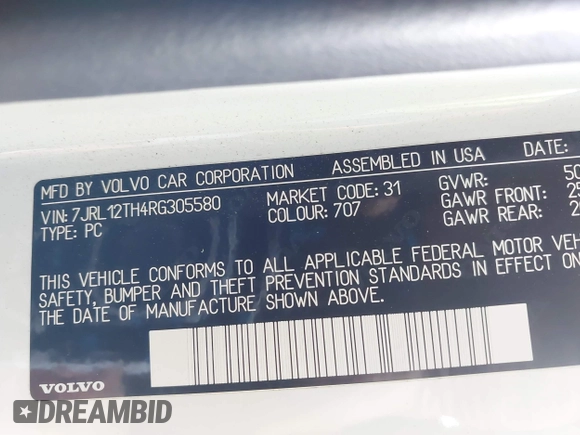 MFD BY VOLVO CAR CORPORATION ASSEMBLED IN USA DATE:
VIN: 7JRL12TH4RG305580 MARKET CODE: 31 GVWR:
TYPE: PC COLOUR: 707 GAWR FRONT:
GAWR REAR:
THIS VEHICLE CONFORMS TO ALL APPLICABLE FEDERAL MOTOR VEH
SAFETY, BUMPER AND THEFT PREVENTION STANDARDS IN EFFECT ON
THE DATE OF MANUFACTURE SHOWN ABOVE.
VOLVO
DREAMBID